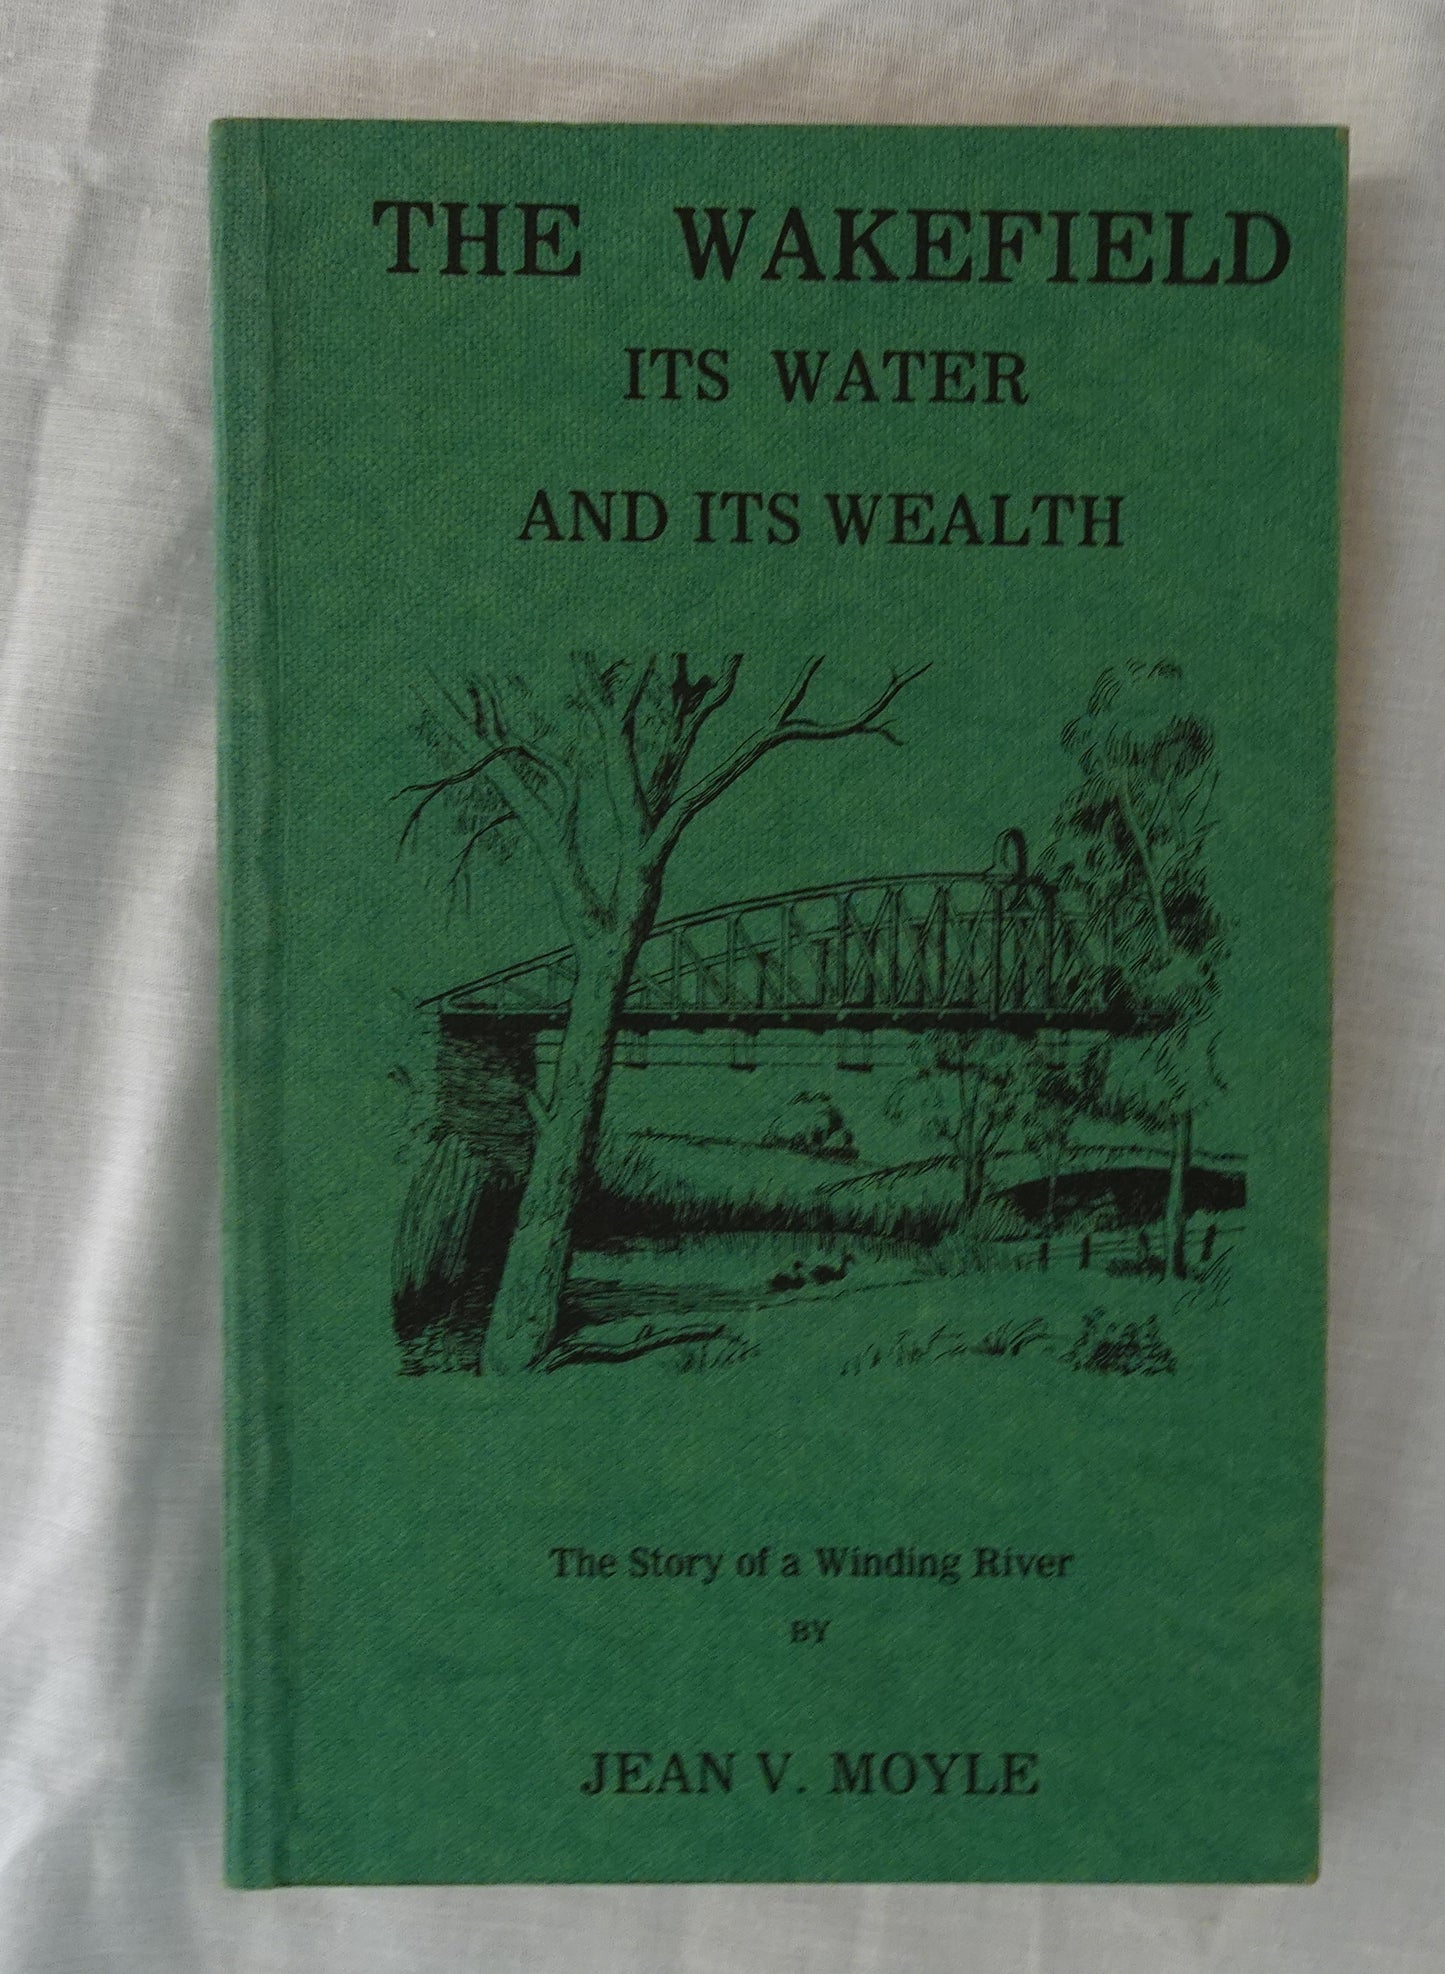 THE WAKEFIELD
ITS WATER
AND ITS WEALTH
The Story of a Winding River
BY
JEAN V. MOYLE